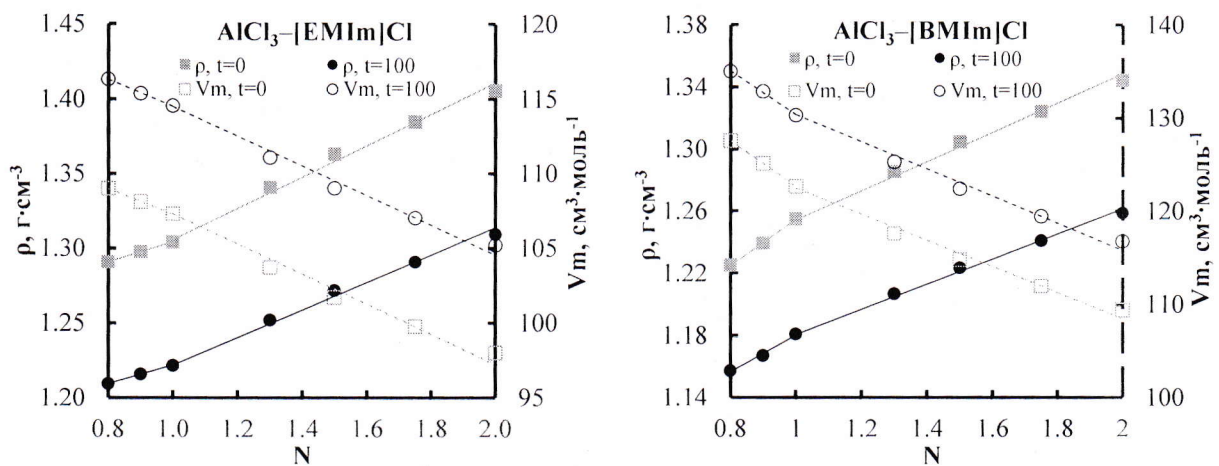 AlCl₃–[EMIm]Cl
ρ, t=0 ρ, t=100
Vm, t=0 Vm, t=100
ρ, г·см⁻³
1.45
1.40
1.35
1.30
1.25
1.20
120
115
110
105
100
95
Vm, см³·моль⁻¹
0.8 1.0 1.2 1.4 1.6 1.8 2.0
N
AlCl₃–[BMIm]Cl
ρ, t=0 ρ, t=100
Vm, t=0 Vm, t=100
ρ, г·см⁻³
1.38
1.34
1.30
1.26
1.22
1.18
1.14
140
130
120
110
100
Vm, см³·моль⁻¹
0.8 1 1.2 1.4 1.6 1.8 2
N